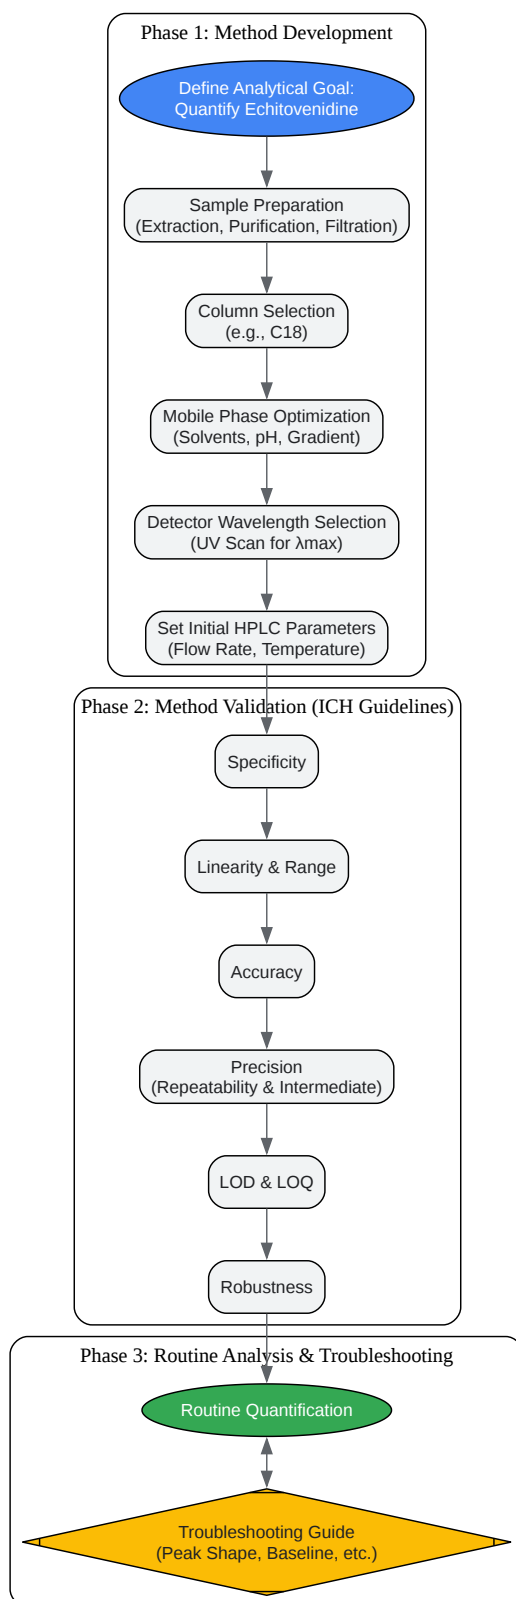 Phase 1: Method Development
Define Analytical Goal:
Quantify Echitovenidine
Sample Preparation
(Extraction, Purification, Filtration)
Column Selection
(e.g., C18)
Mobile Phase Optimization
(Solvents, pH, Gradient)
Detector Wavelength Selection
(UV Scan for λmax)
Set Initial HPLC Parameters
(Flow Rate, Temperature)
Phase 2: Method Validation (ICH Guidelines)
Specificity
Linearity & Range
Accuracy
Precision
(Repeatability & Intermediate)
LOD & LOQ
Robustness
Phase 3: Routine Analysis & Troubleshooting
Routine Quantification
Troubleshooting Guide
(Peak Shape, Baseline, etc.)